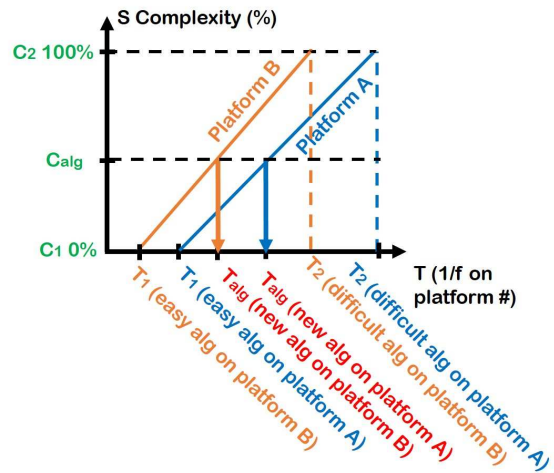 S Complexity (%)
C2 100%
Platform B
Platform A
Calg
C1 0%
T (1/f on
platform #)
T1 (easy alg on platform B)
T1 (easy alg on platform A)
Talg (new alg on platform B)
Talg (new alg on platform A)
T2 (difficult alg on platform B)
T2 (difficult alg on platform A)